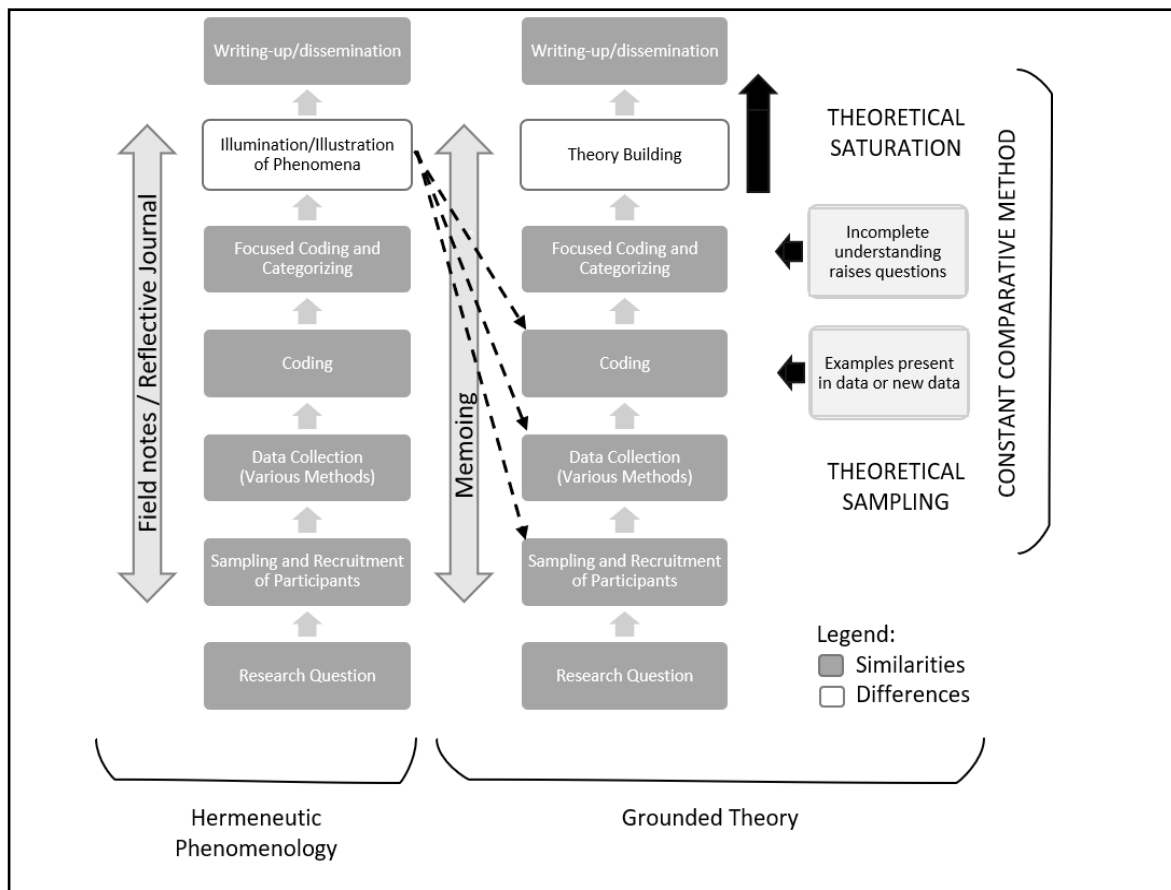 Writing-up/dissemination
Illumination/Illustration
of Phenomena
Focused Coding and
Categorizing
Coding
Data Collection
(Various Methods)
Sampling and Recruitment
of Participants
Research Question
Field notes / Reflective Journal
Hermeneutic
Phenomenology
Writing-up/dissemination
Theory Building
Focused Coding and
Categorizing
Coding
Data Collection
(Various Methods)
Sampling and Recruitment
of Participants
Research Question
Memoing
Grounded Theory
THEORETICAL
SATURATION
Incomplete
understanding
raises questions
Examples present
in data or new data
THEORETICAL
SAMPLING
CONSTANT COMPARATIVE METHOD
Legend:
Similarities
Differences